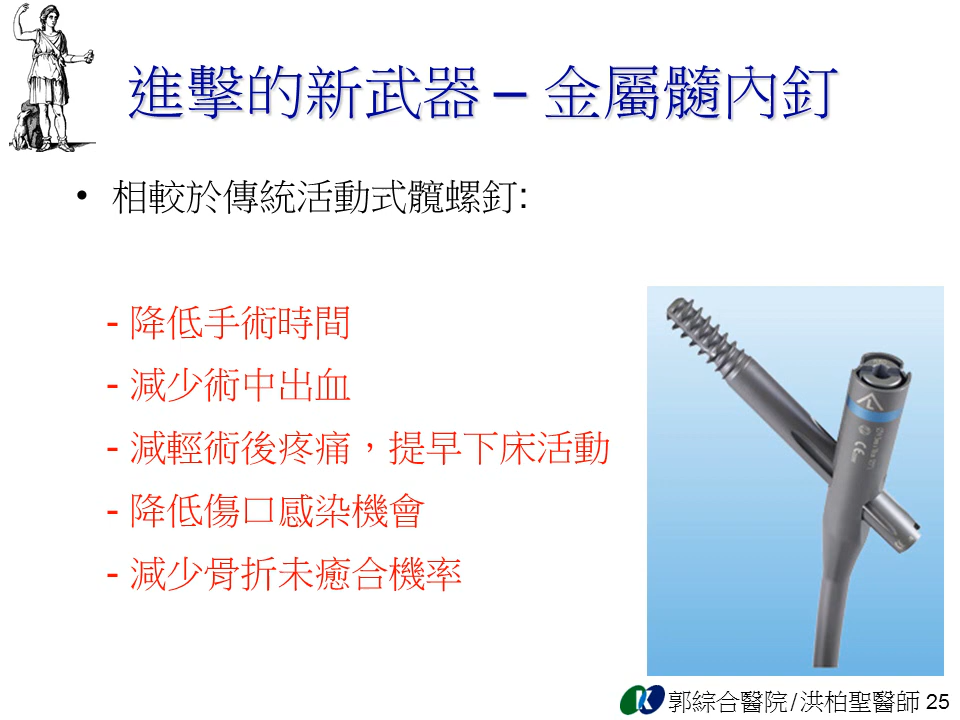 進擊的新武器 – 金屬髓內釘
• 相較於傳統活動式髖螺釘:
- 降低手術時間
- 減少術中出血
- 減輕術後疼痛，提早下床活動
- 降低傷口感染機會
- 減少骨折未癒合機率
郭綜合醫院/洪柏聖醫師 25